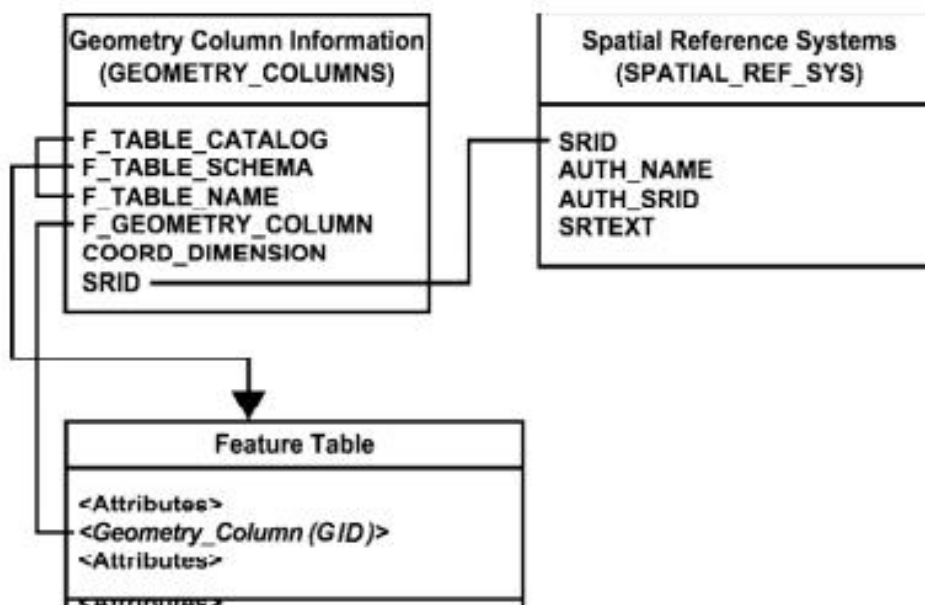 Geometry Column Information
(GEOMETRY_COLUMNS)
F_TABLE_CATALOG
F_TABLE_SCHEMA
F_TABLE_NAME
F_GEOMETRY_COLUMN
COORD_DIMENSION
SRID
Spatial Reference Systems
(SPATIAL_REF_SYS)
SRID
AUTH_NAME
AUTH_SRID
SRTEXT
Feature Table
<Attributes>
<Geometry_Column (GID)>
<Attributes>
<Attributes>